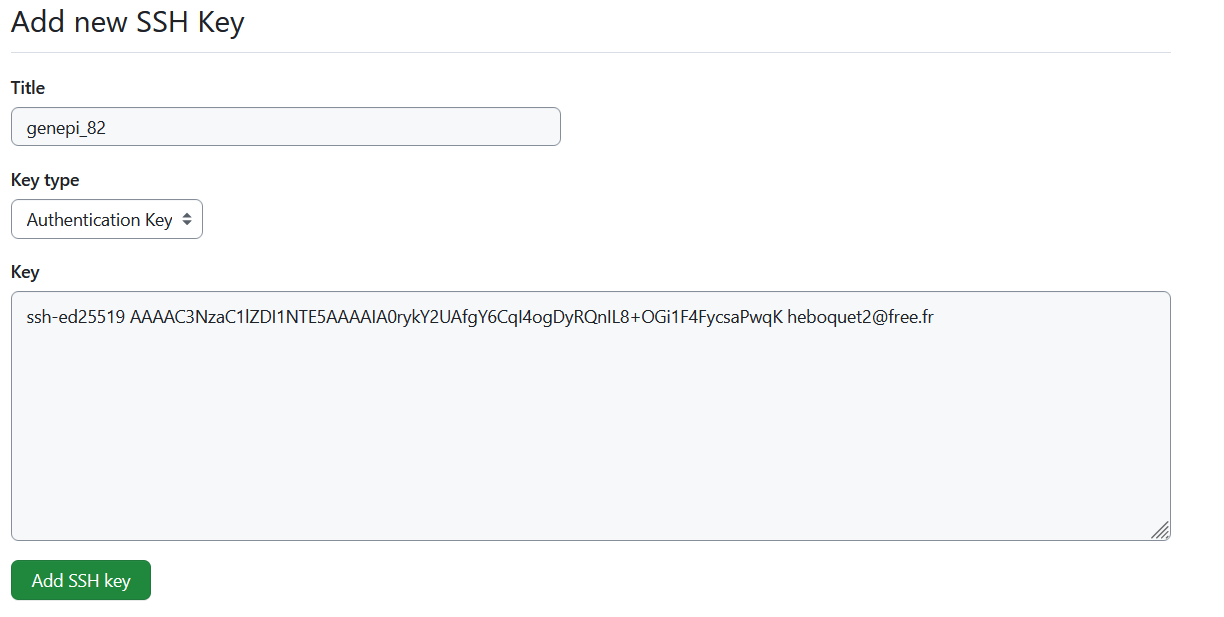 Add new SSH Key
Title
genepi_82
Key type
Authentication Key
Key
ssh-ed25519 AAAAC3NzaC1lZDI1NTE5AAAAIA0rykY2UAfgY6CqI4ogDyRQnIL8+OGi1F4FycsaPwqK heboquet2@free.fr
Add SSH key